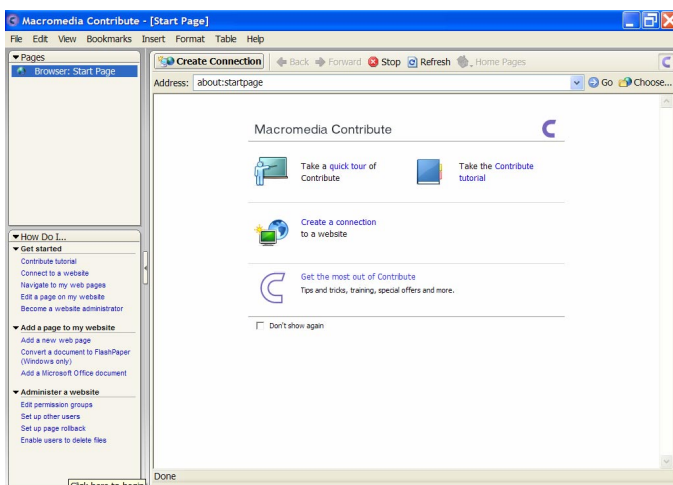 Macromedia Contribute - [Start Page]
File Edit View Bookmarks Insert Format Table Help
Pages
Browser: Start Page
Create Connection Back Forward Stop Refresh Home Pages
Address: about:startpage Go Choose...
Macromedia Contribute
Take a quick tour of
Contribute
Take the Contribute
tutorial
Create a connection
to a website
Get the most out of Contribute
Tips and tricks, training, special offers and more.
Don't show again
How Do I...
Get started
Contribute tutorial
Connect to a website
Navigate to my web pages
Edit a page on my website
Become a website administrator
Add a page to my website
Add a new web page
Convert a document to FlashPaper
(Windows only)
Add a Microsoft Office document
Administer a website
Edit permission groups
Set up other users
Set up page rollback
Enable users to delete files
Click here to begin
Done